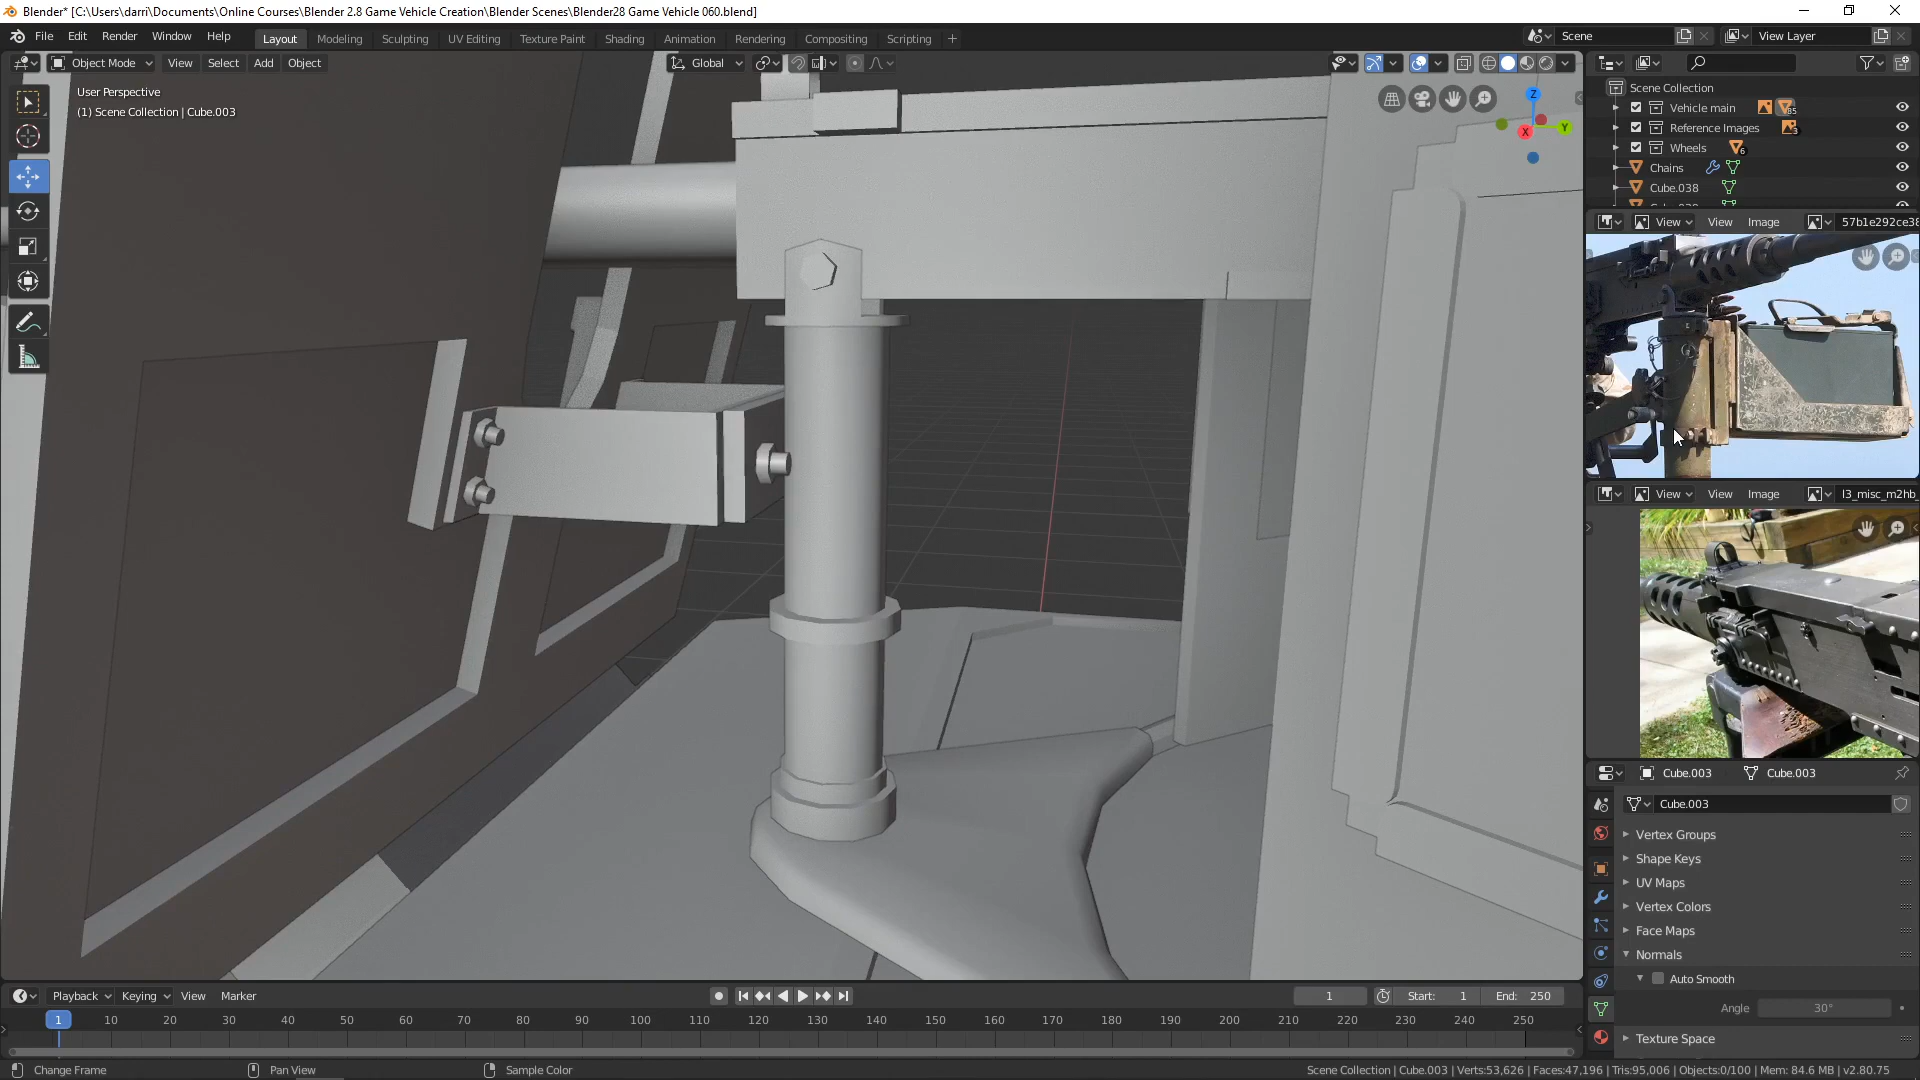 Blender* [C:\Users\darri\Documents\Online Courses\Blender 2.8 Game Vehicle Creation\Blender Scenes\Blender28 Game Vehicle 060.blend]
File Edit Render Window Help Layout Modeling Sculpting UV Editing Texture Paint Shading Animation Rendering Compositing Scripting + Scene View Layer
Object Mode View Select Add Object Global
User Perspective
(1) Scene Collection | Cube.003
Z
Y
X
Scene Collection
Vehicle main 85
Reference Images 3
Wheels 6
Chains
Cube.038
View View Image 57b1e292ce38
View View Image l3_misc_m2hb_
Cube.003 Cube.003
Cube.003
Vertex Groups
Shape Keys
UV Maps
Vertex Colors
Face Maps
Normals
Auto Smooth
Angle 30°
Texture Space
Playback Keying View Marker 1 Start: 1 End: 250
1 10 20 30 40 50 60 70 80 90 100 110 120 130 140 150 160 170 180 190 200 210 220 230 240 250
Change Frame Pan View Sample Color Scene Collection | Cube.003 | Verts:53,626 | Faces:47,196 | Tris:95,006 | Objects:0/100 | Mem: 84.6 MB | v2.80.75